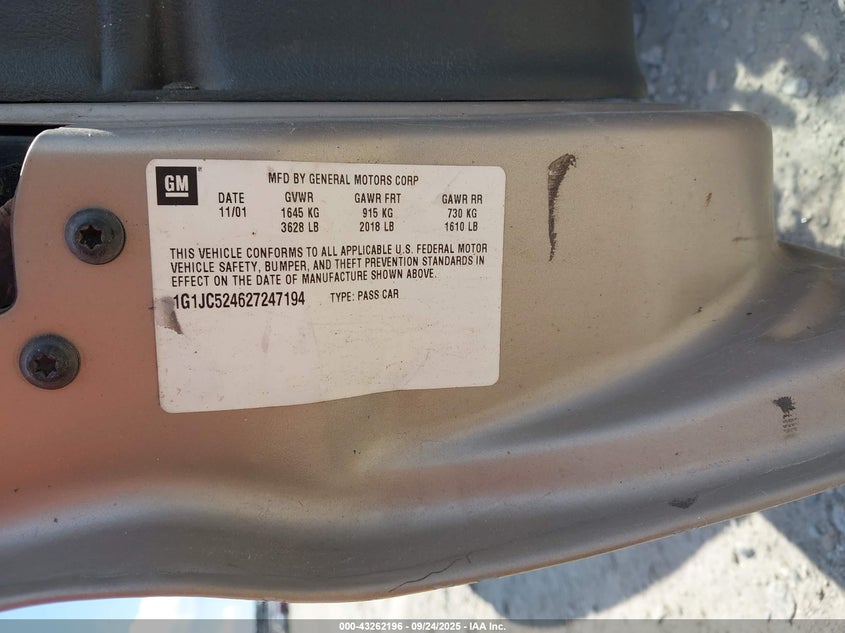 GM
MFD BY GENERAL MOTORS CORP
DATE GVWR GAWR FRT GAWR RR
11/01 1645 KG 915 KG 730 KG
3628 LB 2018 LB 1610 LB
THIS VEHICLE CONFORMS TO ALL APPLICABLE U.S. FEDERAL MOTOR
VEHICLE SAFETY, BUMPER, AND THEFT PREVENTION STANDARDS IN
EFFECT ON THE DATE OF MANUFACTURE SHOWN ABOVE.
1G1JC524627247194 TYPE: PASS CAR
000-43262196 - 09/24/2025 - IAA Inc.